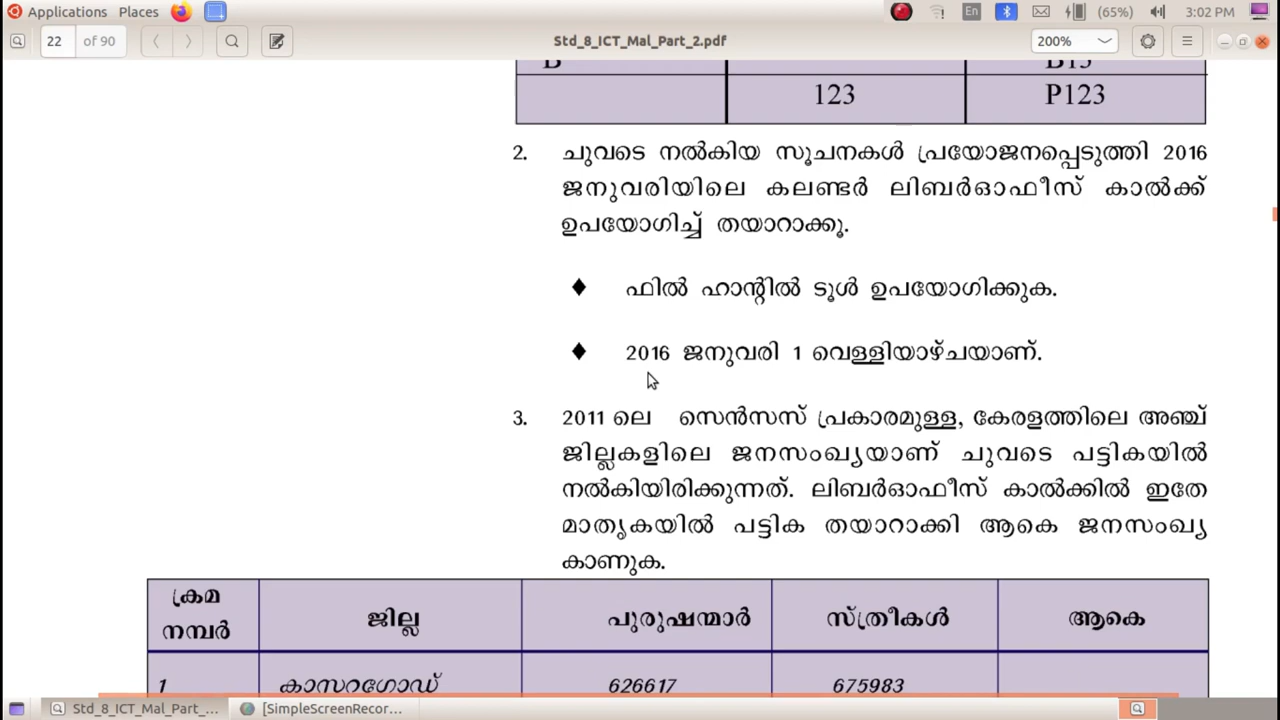 Applications Places En (65%) 3:02 PM
22 of 90 Std_8_ICT_Mal_Part_2.pdf 200%
B B15
123 P123
2. ചുവടെ നൽകിയ സൂചനകൾ പ്രയോജനപ്പെടുത്തി 2016
ജനുവരിയിലെ കലണ്ടർ ലിബർഓഫീസ് കാൽക്ക്
ഉപയോഗിച്ച് തയാറാക്കൂ.
♦ ഫിൽ ഹാന്റിൽ ടൂൾ ഉപയോഗിക്കുക.
♦ 2016 ജനുവരി 1 വെള്ളിയാഴ്ചയാണ്.
3. 2011 ലെ സെൻസസ് പ്രകാരമുള്ള, കേരളത്തിലെ അഞ്ച്
ജില്ലകളിലെ ജനസംഖ്യയാണ് ചുവടെ പട്ടികയിൽ
നൽകിയിരിക്കുന്നത്. ലിബർഓഫീസ് കാൽക്കിൽ ഇതേ
മാതൃകയിൽ പട്ടിക തയാറാക്കി ആകെ ജനസംഖ്യ
കാണുക.
ക്രമ നമ്പർ ജില്ല പുരുഷന്മാർ സ്ത്രീകൾ ആകെ
1 കാസറഗോഡ് 626617 675983
Std_8_ICT_Mal_Part_... [SimpleScreenRecor...